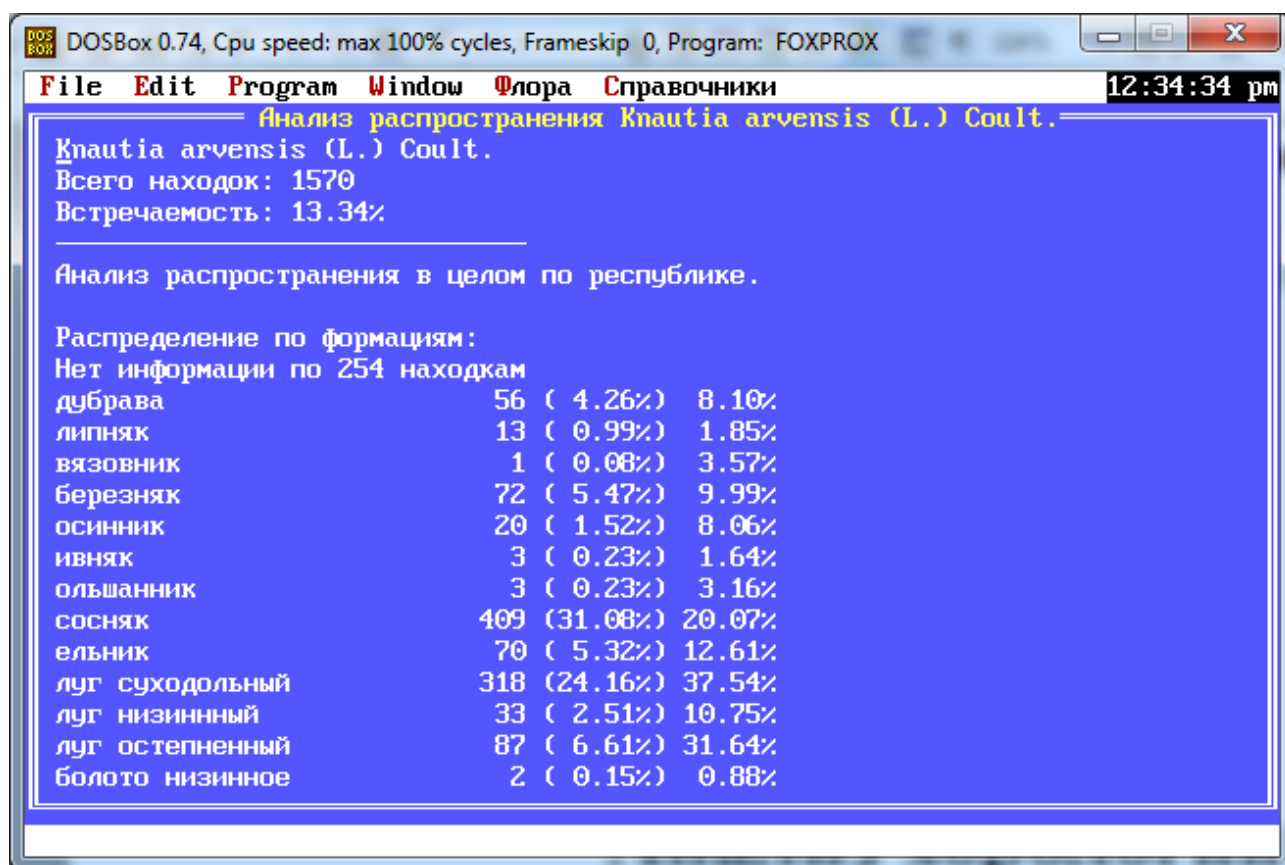 DOSBox 0.74, Cpu speed: max 100% cycles, Frameskip 0, Program: FOXPROX
File Edit Program Window Флора Справочники 12:34:34 pm
Анализ распространения Knautia arvensis (L.) Coult.
Knautia arvensis (L.) Coult.
Всего находок: 1570
Встречаемость: 13.34%
Анализ распространения в целом по республике.
Распределение по формациям:
Нет информации по 254 находкам
дубрава 56 ( 4.26%) 8.10%
липняк 13 ( 0.99%) 1.85%
вязовник 1 ( 0.08%) 3.57%
березняк 72 ( 5.47%) 9.99%
осинник 20 ( 1.52%) 8.06%
ивняк 3 ( 0.23%) 1.64%
ольшанник 3 ( 0.23%) 3.16%
сосняк 409 (31.08%) 20.07%
ельник 70 ( 5.32%) 12.61%
луг суходольный 318 (24.16%) 37.54%
луг низиннный 33 ( 2.51%) 10.75%
луг остепненный 87 ( 6.61%) 31.64%
болото низинное 2 ( 0.15%) 0.88%